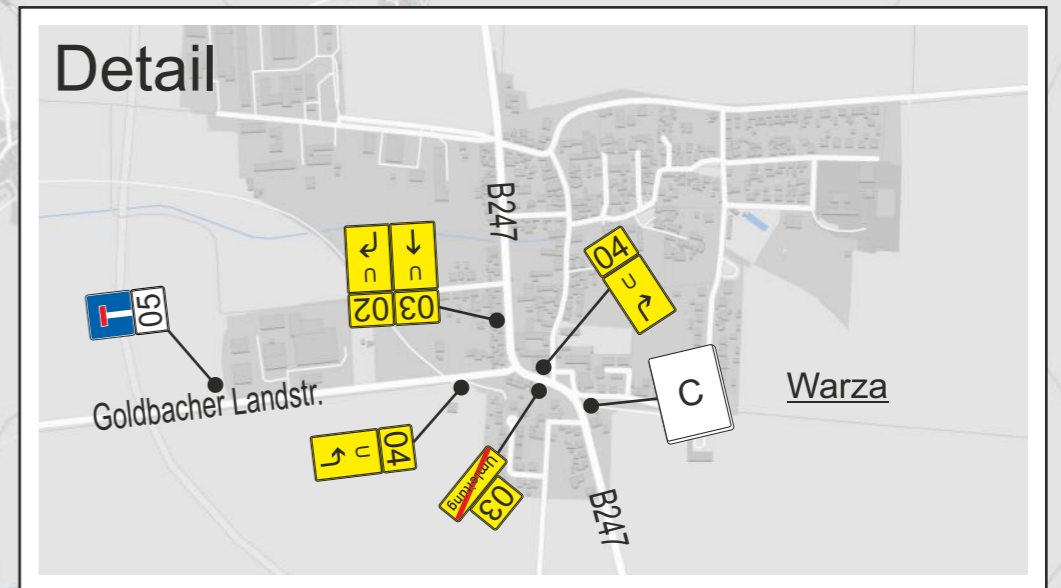 Detail
B247
U
U
02
03
04
U
05
C
Warza
Goldbacher Landstr.
U
04
Umleitung
03
B247